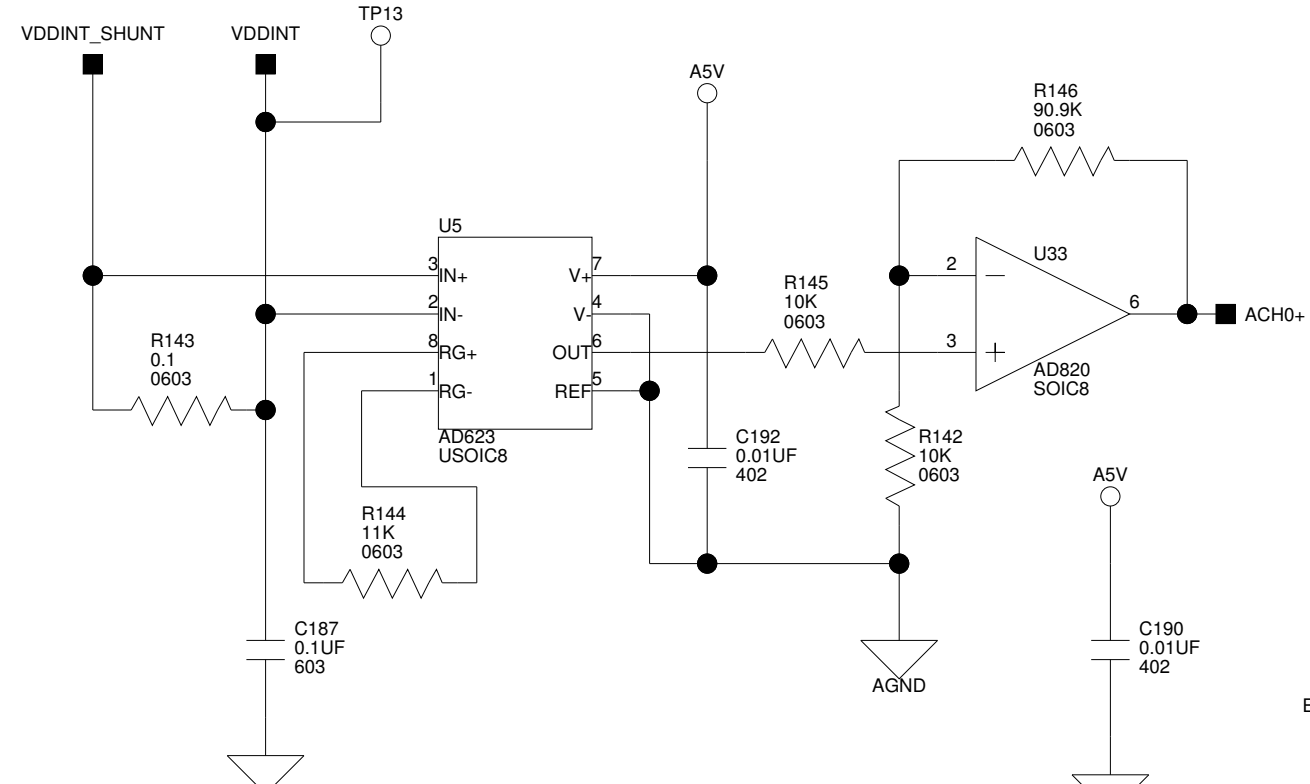 TP13
VDDINT_SHUNT
VDDINT
A5V
R146
90.9K
0603
U5
U33
3
IN+
V+
7
2
IN-
V-
4
8
RG+
OUT
6
1
RG-
REF
5
AD623
USOIC8
R143
0.1
0603
R145
10K
0603
2
3
6
ACH0+
AD820
SOIC8
C192
0.01UF
402
R142
10K
0603
A5V
R144
11K
0603
C187
0.1UF
603
C190
0.01UF
402
AGND